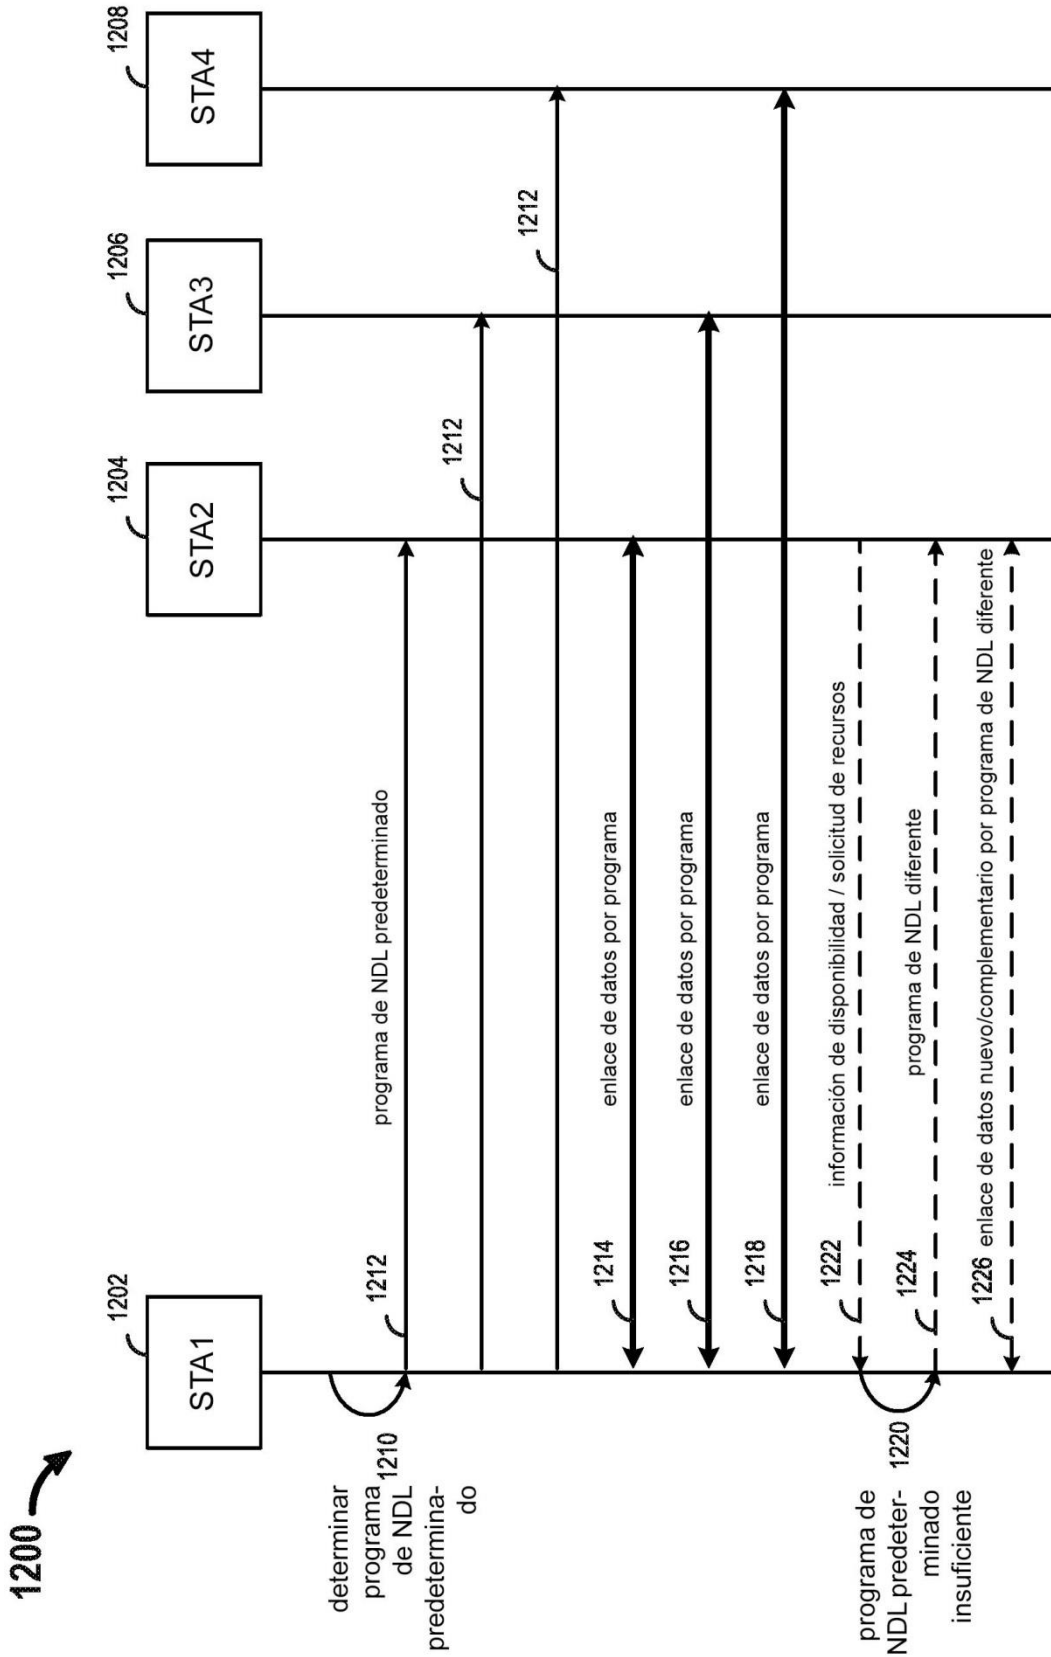 1200
1202
STA1
1204
STA2
1206
STA3
1208
STA4
determinar
programa
de NDL
predetermina-
do
1210
1212
programa de NDL predeterminado
1212
1212
1214
enlace de datos por programa
1216
enlace de datos por programa
1218
enlace de datos por programa
1222
información de disponibilidad / solicitud de recursos
programa de
NDL predeter-
minado
insuficiente
1220
1224
programa de NDL diferente
1226
enlace de datos nuevo/complementario por programa de NDL diferente